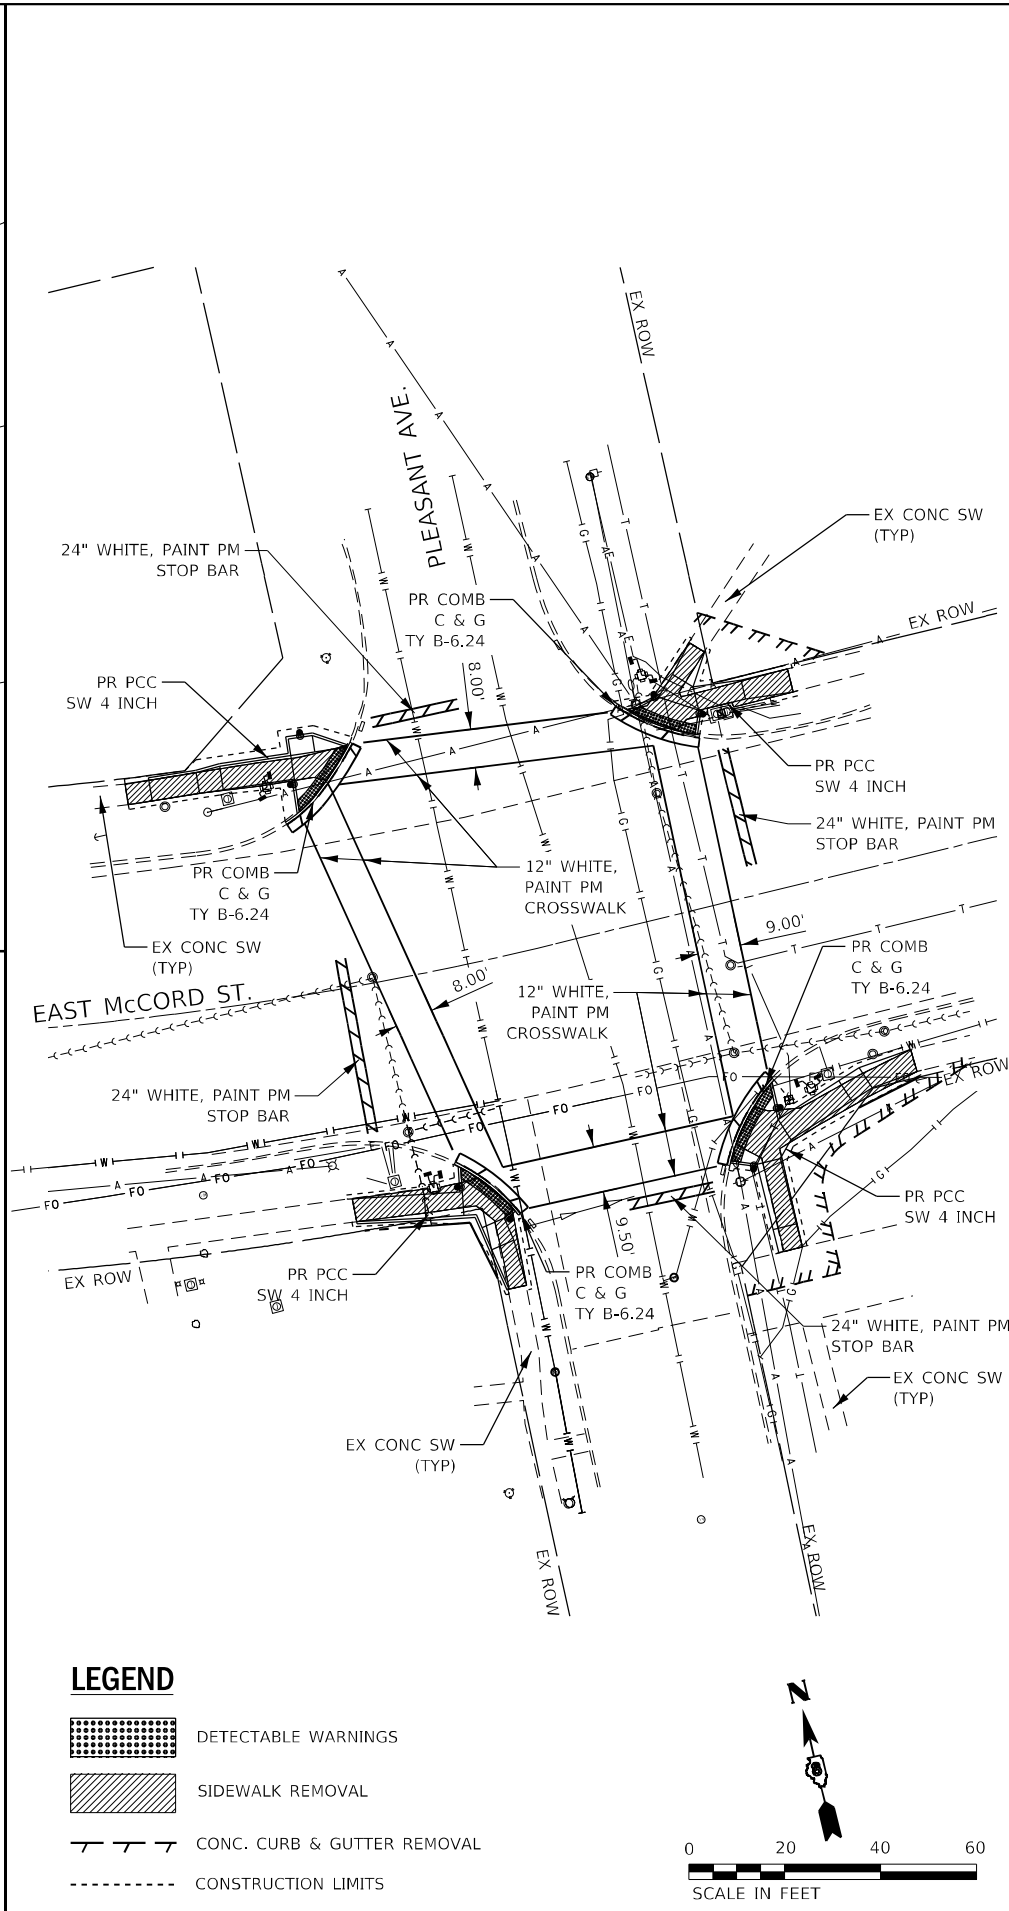 EX ROW
PLEASANT AVE.
EX CONC SW
(TYP)
24" WHITE, PAINT PM
STOP BAR
PR COMB
C & G
TY B-6.24
EX ROW
8.00'
PR PCC
SW 4 INCH
PR PCC
SW 4 INCH
24" WHITE, PAINT PM
STOP BAR
PR COMB
C & G
TY B-6.24
12" WHITE,
PAINT PM
CROSSWALK
9.00'
EX CONC SW
(TYP)
PR COMB
C & G
TY B-6.24
EAST McCORD ST.
8.00'
12" WHITE,
PAINT PM
CROSSWALK
24" WHITE, PAINT PM
STOP BAR
EX ROW
PR PCC
SW 4 INCH
9.50'
EX ROW
PR PCC
SW 4 INCH
PR COMB
C & G
TY B-6.24
24" WHITE, PAINT PM
STOP BAR
EX CONC SW
(TYP)
EX CONC SW
(TYP)
EX ROW
EX ROW
LEGEND
DETECTABLE WARNINGS
SIDEWALK REMOVAL
CONC. CURB & GUTTER REMOVAL
CONSTRUCTION LIMITS
N
0 20 40 60
SCALE IN FEET